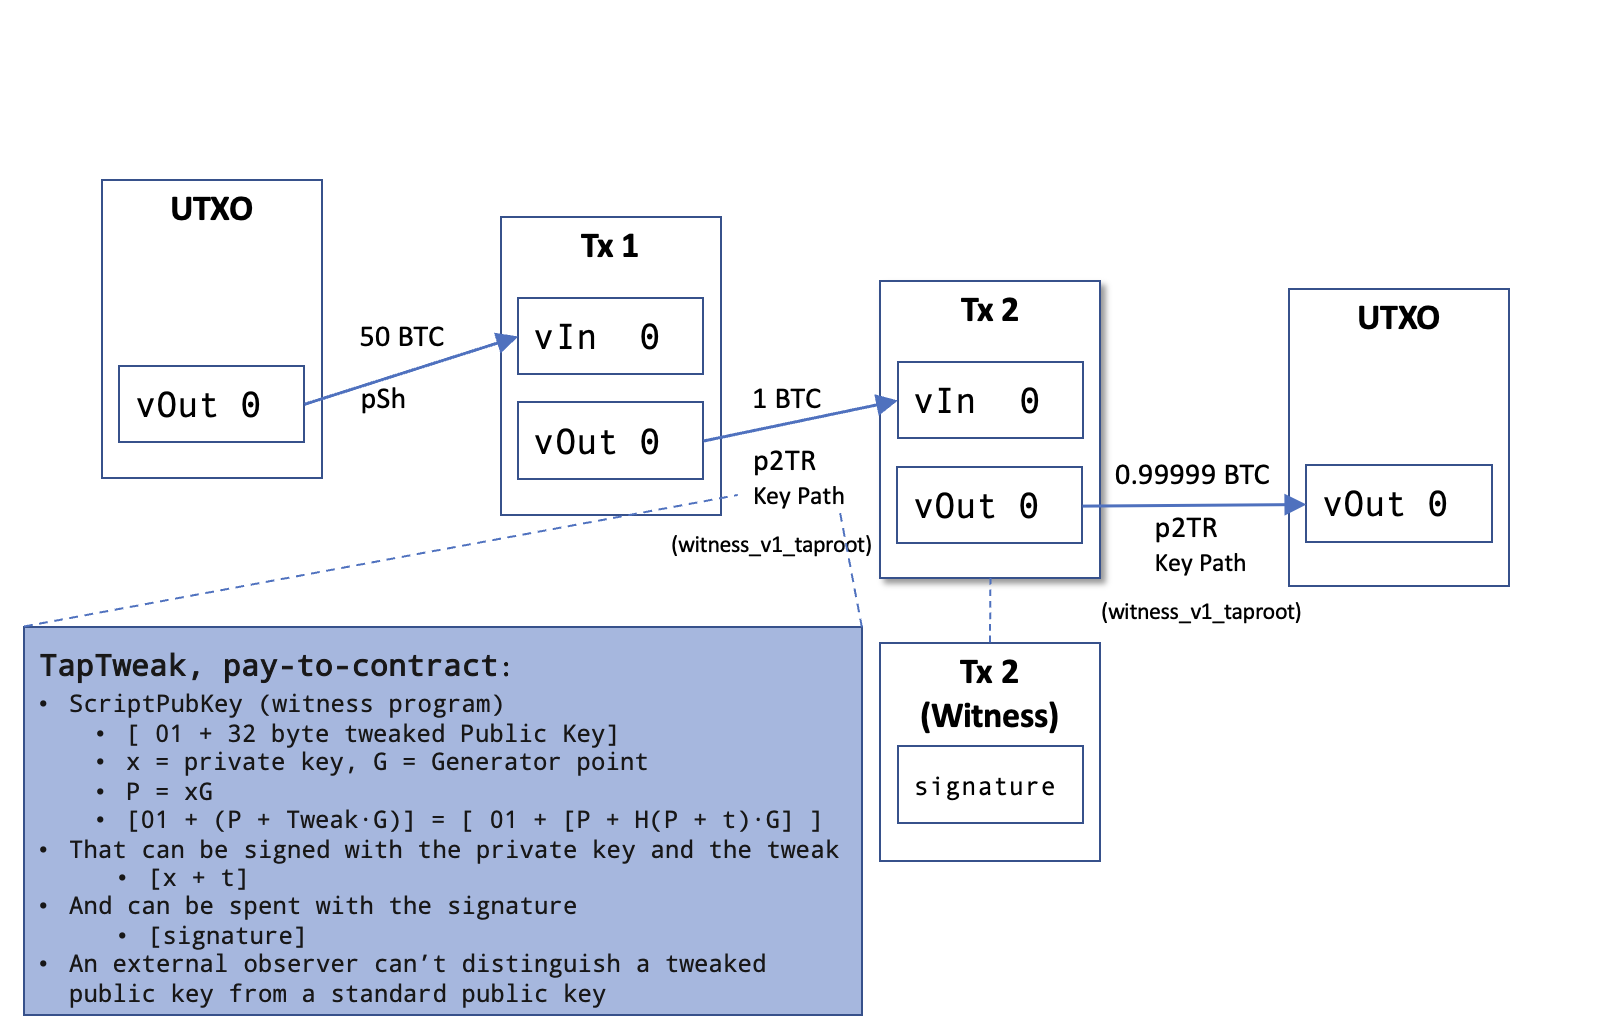 UTXO
vOut 0
50 BTC
pSh
Tx 1
vIn 0
vOut 0
1 BTC
p2TR
Key Path
(witness_v1_taproot)
Tx 2
vIn 0
vOut 0
0.99999 BTC
p2TR
Key Path
(witness_v1_taproot)
UTXO
vOut 0
Tx 2
(Witness)
signature
TapTweak, pay-to-contract:
• ScriptPubKey (witness program)
• [ 01 + 32 byte tweaked Public Key]
• x = private key, G = Generator point
• P = xG
• [01 + (P + Tweak·G)] = [ 01 + [P + H(P + t)·G] ]
• That can be signed with the private key and the tweak
• [x + t]
• And can be spent with the signature
• [signature]
• An external observer can’t distinguish a tweaked
public key from a standard public key